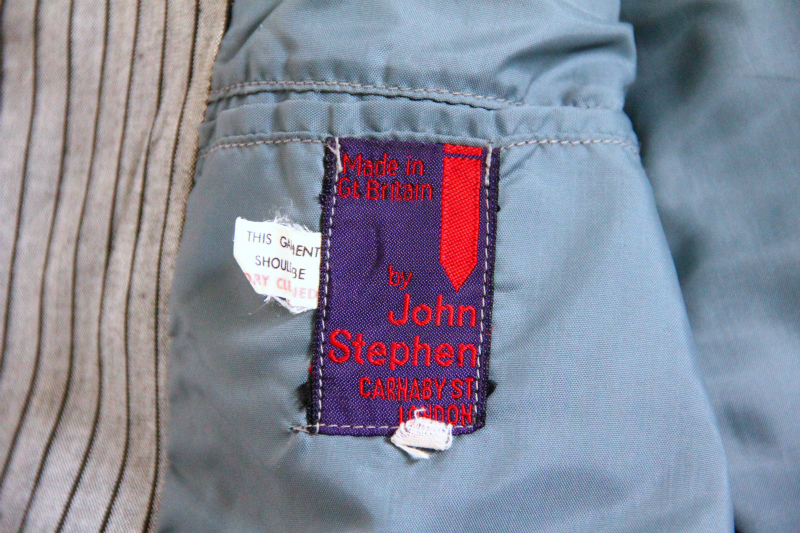 Made in
Gt Britain
by
John
Stephen
CARNABY ST
LONDON
THIS GARMENT
SHOULD BE
DRY CLEANED